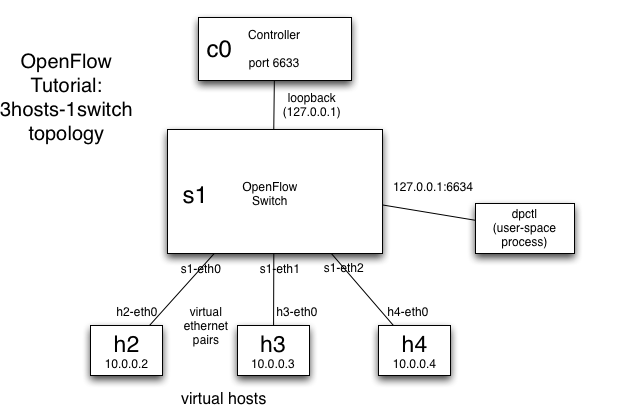 OpenFlow
Tutorial:
3hosts-1switch
topology
c0
Controller
port 6633
loopback
(127.0.0.1)
s1
OpenFlow
Switch
127.0.0.1:6634
dpctl
(user-space
process)
s1-eth0
s1-eth1
s1-eth2
h2-eth0
virtual
ethernet
pairs
h3-eth0
h4-eth0
h2
10.0.0.2
h3
10.0.0.3
h4
10.0.0.4
virtual hosts